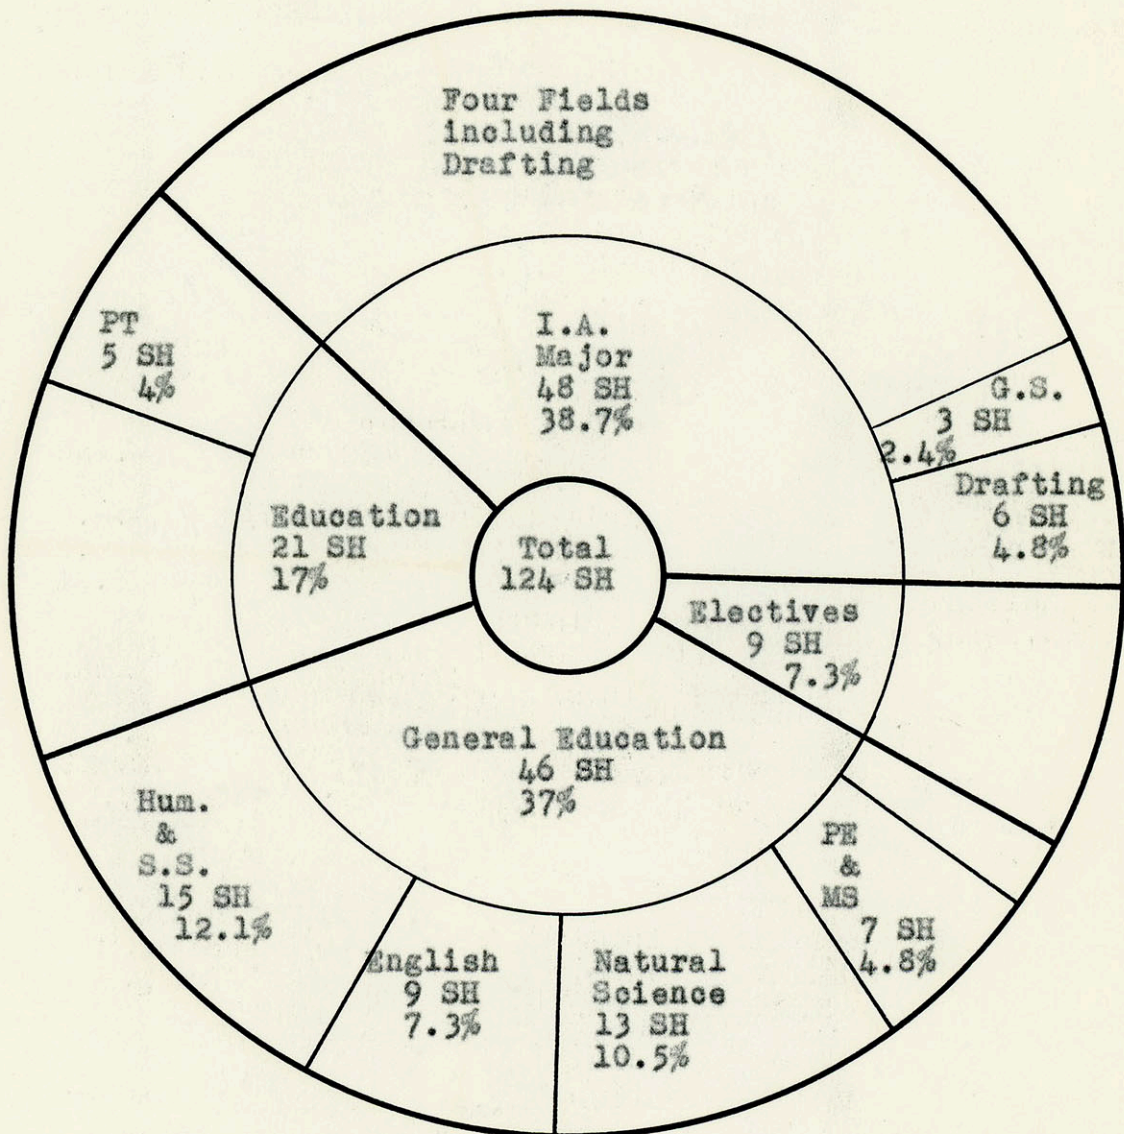 Four Fields
including
Drafting
I.A.
Major
48 SH
38.7%
G.S.
3 SH
2.4%
Drafting
6 SH
4.8%
PT
5 SH
4%
Education
21 SH
17%
Total
124 SH
Electives
9 SH
7.3%
General Education
46 SH
37%
Hum.
&
S.S.
15 SH
12.1%
English
9 SH
7.3%
Natural
Science
13 SH
10.5%
PE
&
MS
7 SH
4.8%